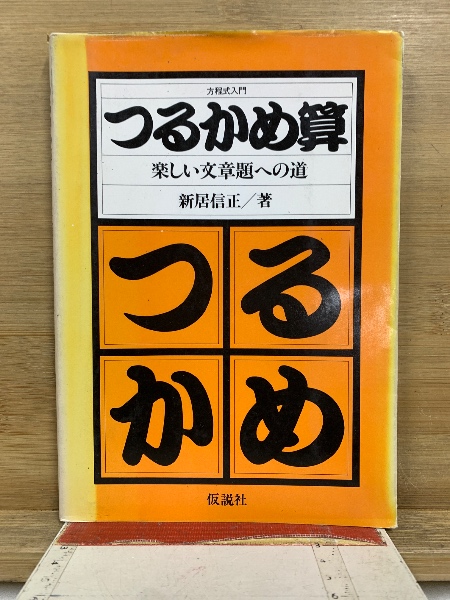 方程式入門
つるかめ算
楽しい文章題への道
新居信正/著
つる
かめ
仮説社